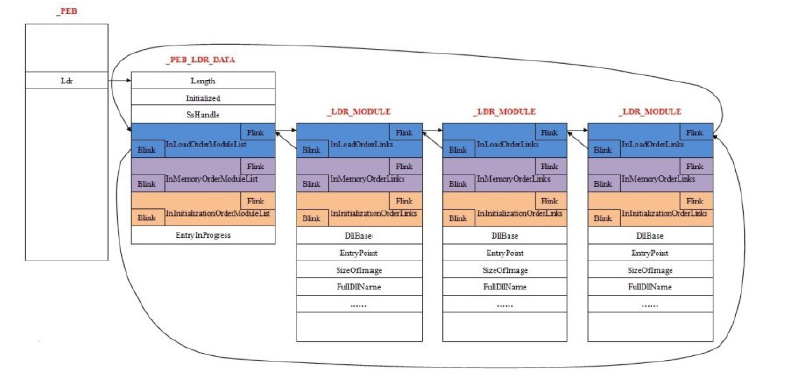 _PEB
Ldr
_PEB_LDR_DATA
Length
Initialized
SsHandle
Flink
InLoadOrderModuleList
Blink
Flink
InMemoryOrderModuleList
Blink
Flink
InInitializationOrderModuleList
Blink
EntryInProgress
_LDR_MODULE
Flink
InLoadOrderLinks
Blink
Flink
InMemoryOrderLinks
Blink
Flink
InInitializationOrderLinks
Blink
DllBase
EntryPoint
SizeOfImage
FullDllName
......
_LDR_MODULE
Flink
InLoadOrderLinks
Blink
Flink
InMemoryOrderLinks
Blink
Flink
InInitializationOrderLinks
Blink
DllBase
EntryPoint
SizeOfImage
FullDllName
......
_LDR_MODULE
Flink
InLoadOrderLinks
Blink
Flink
InMemoryOrderLinks
Blink
Flink
InInitializationOrderLinks
Blink
DllBase
EntryPoint
SizeOfImage
FullDllName
......